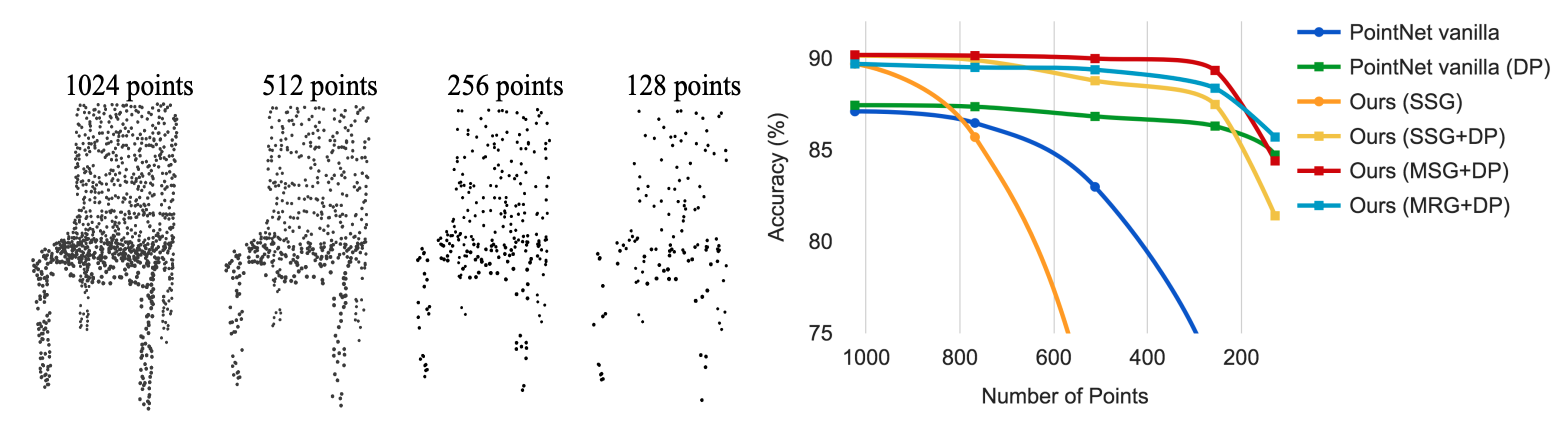 1024 points
512 points
256 points
128 points
Accuracy (%)
90
85
80
75
1000 800 600 400 200
Number of Points
PointNet vanilla
PointNet vanilla (DP)
Ours (SSG)
Ours (SSG+DP)
Ours (MSG+DP)
Ours (MRG+DP)